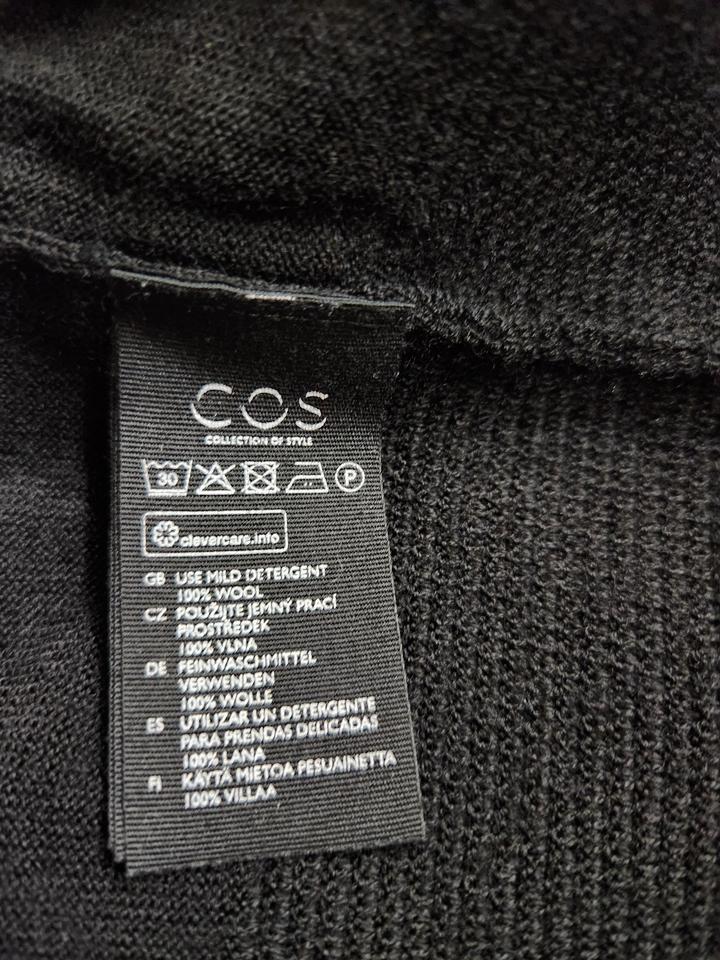 COS
COLLECTION OF STYLE
30 P
clevercare.info
GB USE MILD DETERGENT
100% WOOL
CZ POUŽIJTE JEMNÝ PRACÍ
PROSTŘEDEK
100% VLNA
DE FEINWASCHMITTEL
VERWENDEN
100% WOLLE
ES UTILIZAR UN DETERGENTE
PARA PRENDAS DELICADAS
100% LANA
FI KÄYTÄ MIETOA PESUAINETTA
100% VILLAA